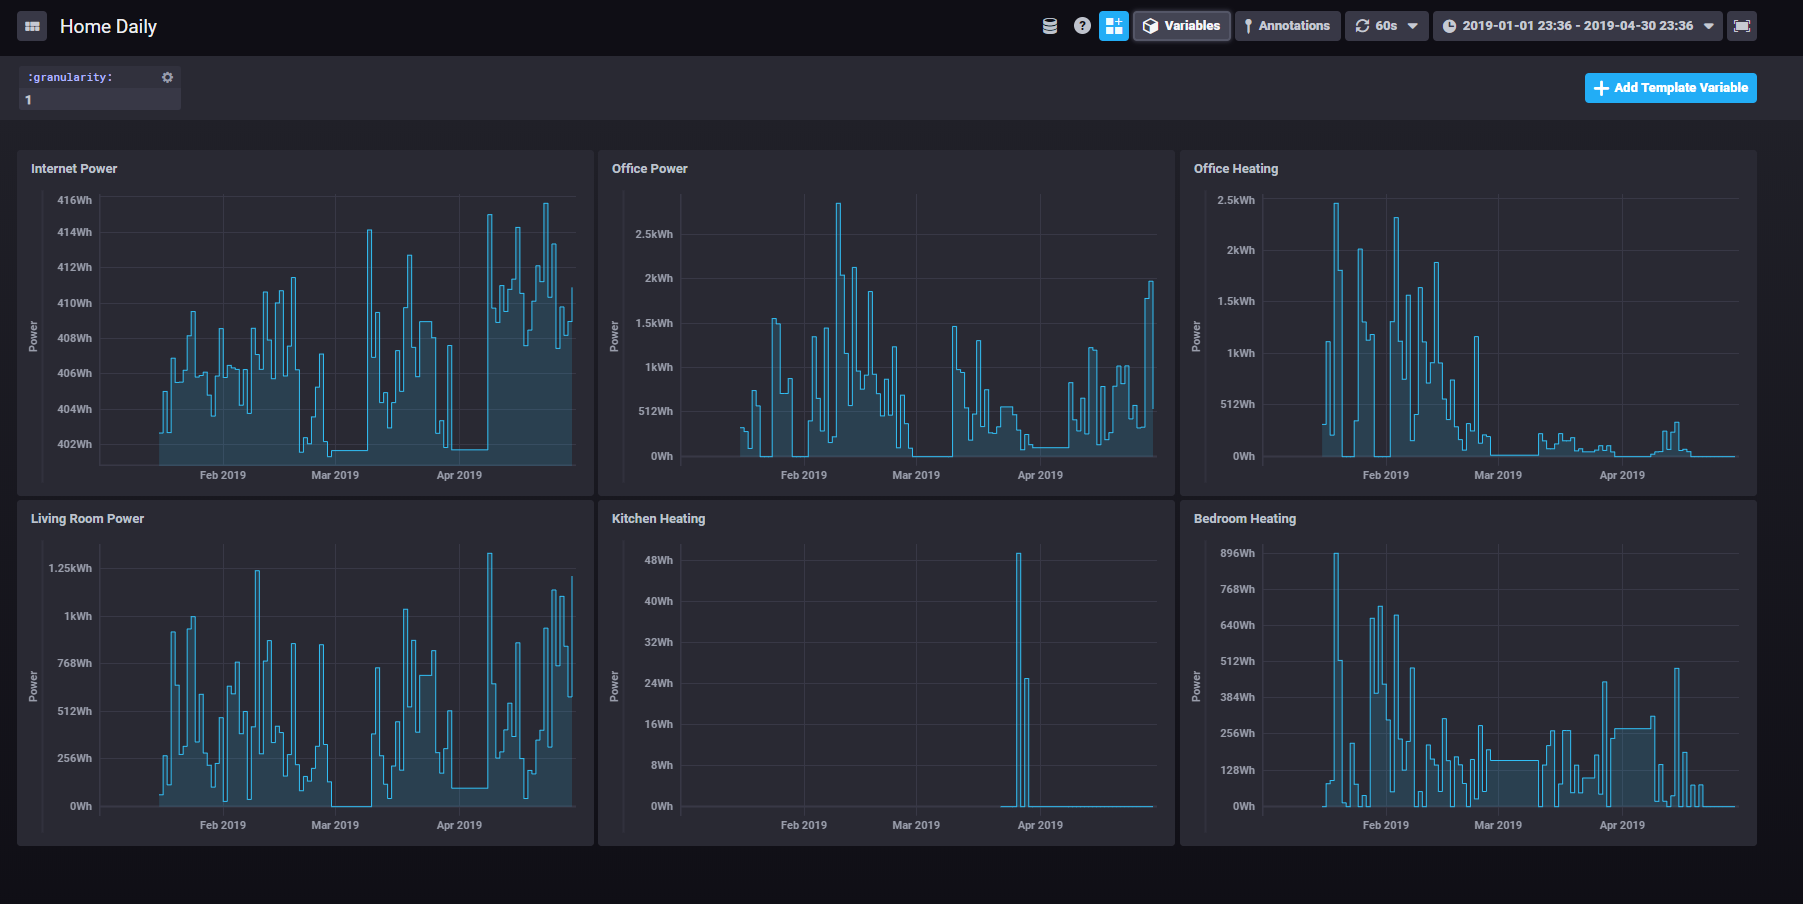 Home Daily
Variables
Annotations
60s
2019-01-01 23:36 - 2019-04-30 23:36
:granularity:
1
Add Template Variable
Internet Power
416Wh
414Wh
412Wh
410Wh
408Wh
406Wh
404Wh
402Wh
Power
Feb 2019 Mar 2019 Apr 2019
Office Power
2.5kWh
2kWh
1.5kWh
1kWh
512Wh
0Wh
Power
Feb 2019 Mar 2019 Apr 2019
Office Heating
2.5kWh
2kWh
1.5kWh
1kWh
512Wh
0Wh
Power
Feb 2019 Mar 2019 Apr 2019
Living Room Power
1.25kWh
1kWh
768Wh
512Wh
256Wh
0Wh
Power
Feb 2019 Mar 2019 Apr 2019
Kitchen Heating
48Wh
40Wh
32Wh
24Wh
16Wh
8Wh
0Wh
Power
Feb 2019 Mar 2019 Apr 2019
Bedroom Heating
896Wh
768Wh
640Wh
512Wh
384Wh
256Wh
128Wh
0Wh
Power
Feb 2019 Mar 2019 Apr 2019